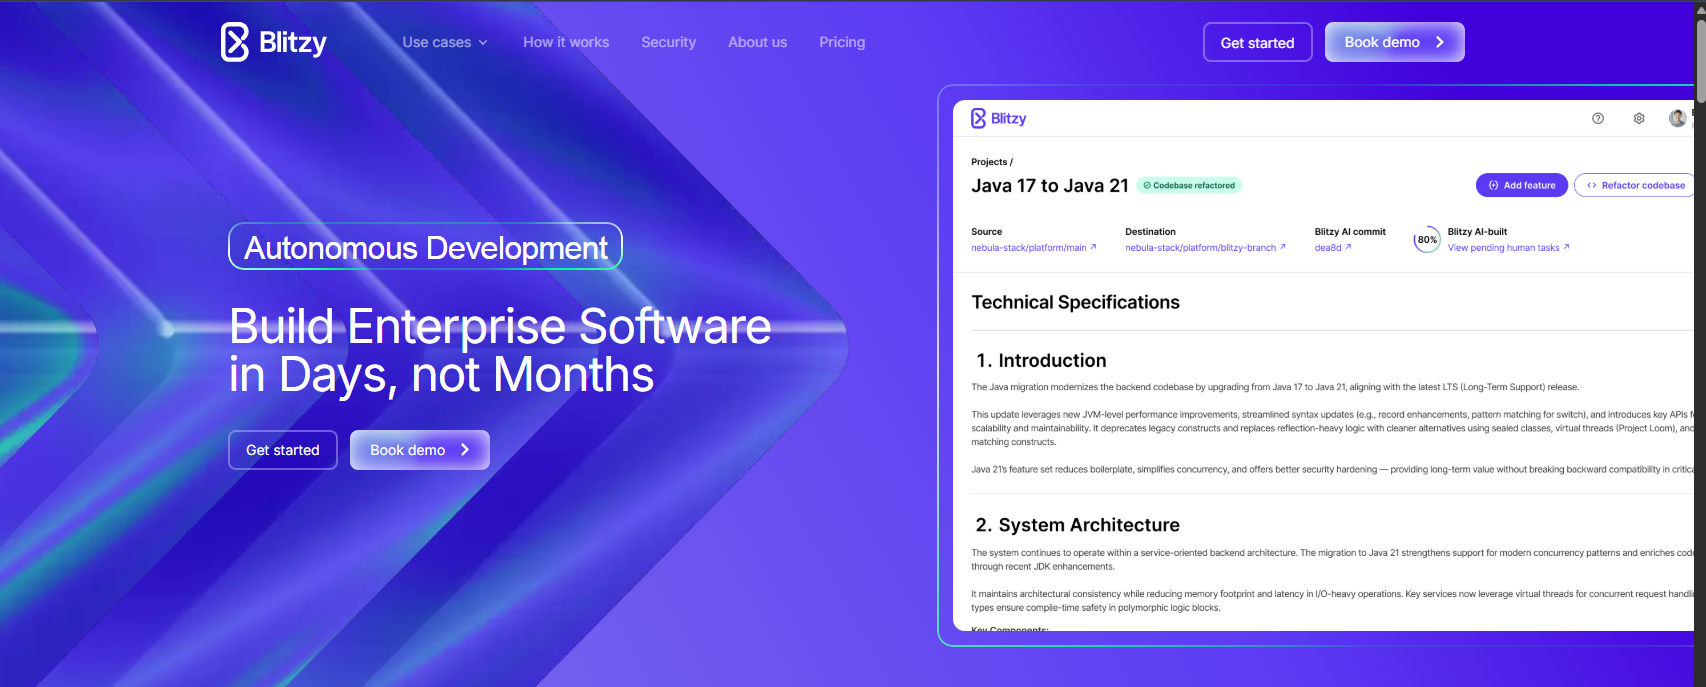 Blitzy
Use cases
How it works
Security
About us
Pricing
Get started
Book demo
Autonomous Development
Build Enterprise Software
in Days, not Months
Get started
Book demo
Blitzy
Projects /
Java 17 to Java 21
Codebase refactored
Add feature
Refactor codebase
Source
nebula-stack/platform/main
Destination
nebula-stack/platform/blitzy-branch
Blitzy AI commit
dea8d
80%
Blitzy AI-built
View pending human tasks
Technical Specifications
1. Introduction
The Java migration modernizes the backend codebase by upgrading from Java 17 to Java 21, aligning with the latest LTS (Long-Term Support) release.
This update leverages new JVM-level performance improvements, streamlined syntax updates (e.g., record enhancements, pattern matching for switch), and introduces key APIs
scalability and maintainability. It deprecates legacy constructs and replaces reflection-heavy logic with cleaner alternatives using sealed classes, virtual threads (Project Loom), and
matching constructs.
Java 21's feature set reduces boilerplate, simplifies concurrency, and offers better security hardening — providing long-term value without breaking backward compatibility in
2. System Architecture
The system continues to operate within a service-oriented backend architecture. The migration to Java 21 strengthens support for modern concurrency patterns and enriches
through recent JDK enhancements.
It maintains architectural consistency while reducing memory footprint and latency in I/O-heavy operations. Key services now leverage virtual threads for concurrent request
types ensure compile-time safety in polymorphic logic blocks.
Key Components: